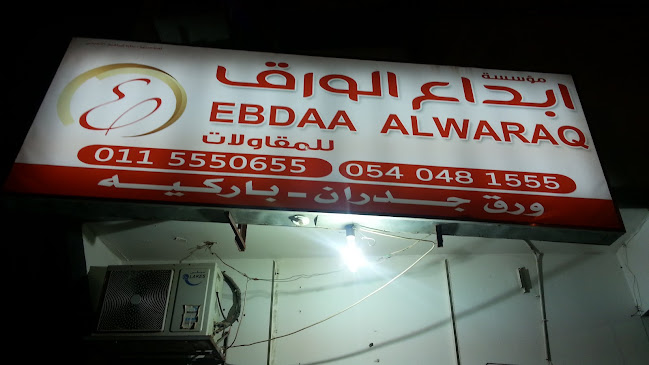 مؤسسة
ابداع الورق
EBDAA ALWARAQ
للمقاولات
011 5550655 054 048 1555
ورق جدران - باركيه